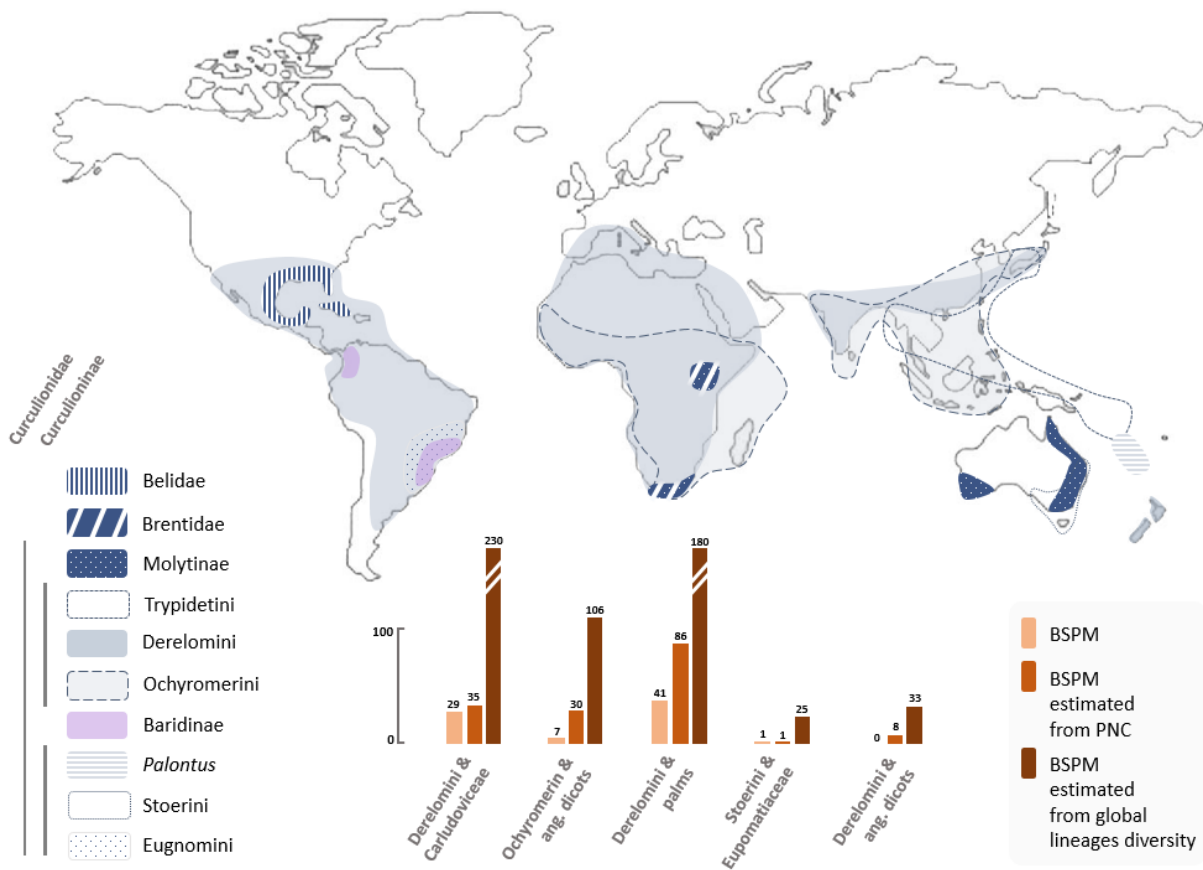 Curculionidae
Curculioninae
Belidae
Brentidae
Molytinae
Trypidetini
Derelomini
Ochyromerini
Baridinae
Palontus
Stoerini
Eugnomini
100
0
29
35
230
7
30
106
41
86
180
1
1
25
0
8
33
Derelomini &
Carludoviceae
Ochyromerin &
ang. dicots
Derelomini &
palms
Stoerini &
Eupomatiaceae
Derelomini &
ang. dicots
BSPM
BSPM
estimated
from PNC
BSPM
estimated
from global
lineages diversity